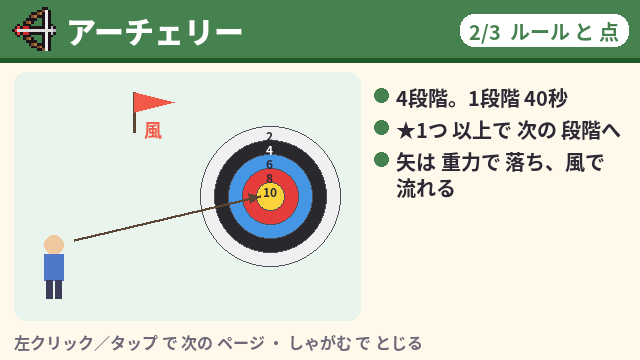 アーチェリー
2/3 ルール と 点
風
2
4
6
8
10
4段階。1段階 40秒
★1つ 以上で 次の 段階へ
矢は 重力で 落ち、風で
流れる
左クリック／タップ で 次の ページ ・ しゃがむ で とじる